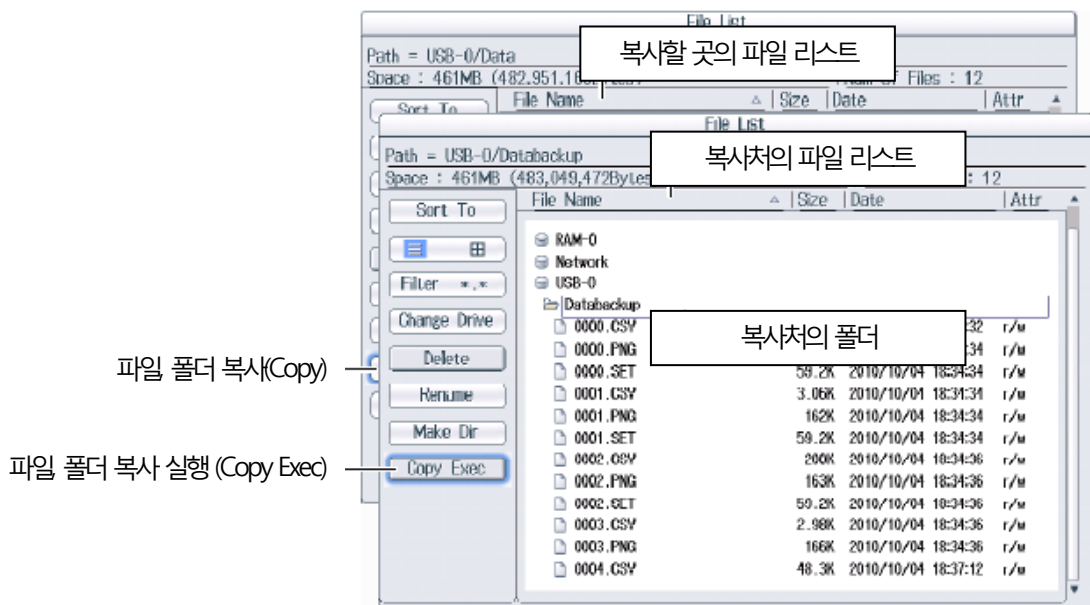 File List
복사할 곳의 파일 리스트
Path = USB-0/Data
Space : 461MB (482.951.16
Files : 12
Sort To
File Name Size Date Attr
File List
복사처의 파일 리스트
Path = USB-0/Databackup
Space : 461MB (483,049,472Bytes
: 12
Sort To
File Name Size Date Attr
RAM-0
Network
Filter *.*
USB-0
Databackup
Change Drive
0000.CSV :32 r/w
복사처의 폴더
0000.PNG :34 r/w
파일, 폴더 복사(Copy)
Delete
0000.SET 59.2K 2010/10/04 18:34:34 r/w
Rename
0001.CSV 3.06K 2010/10/04 18:34:34 r/w
0001.PNG 162K 2010/10/04 18:34:34 r/w
Make Dir
0001.SET 59.2K 2010/10/04 18:34:34 r/w
파일, 폴더 복사 실행 (Copy Exec)
Copy Exec
0002.CSV 200K 2010/10/04 18:34:36 r/w
0002.PNG 163K 2010/10/04 18:34:36 r/w
0002.SET 59.2K 2010/10/04 18:34:36 r/w
0003.CSV 2.98K 2010/10/04 18:34:36 r/w
0003.PNG 166K 2010/10/04 18:34:36 r/w
0004.CSV 48.3K 2010/10/04 18:37:12 r/w